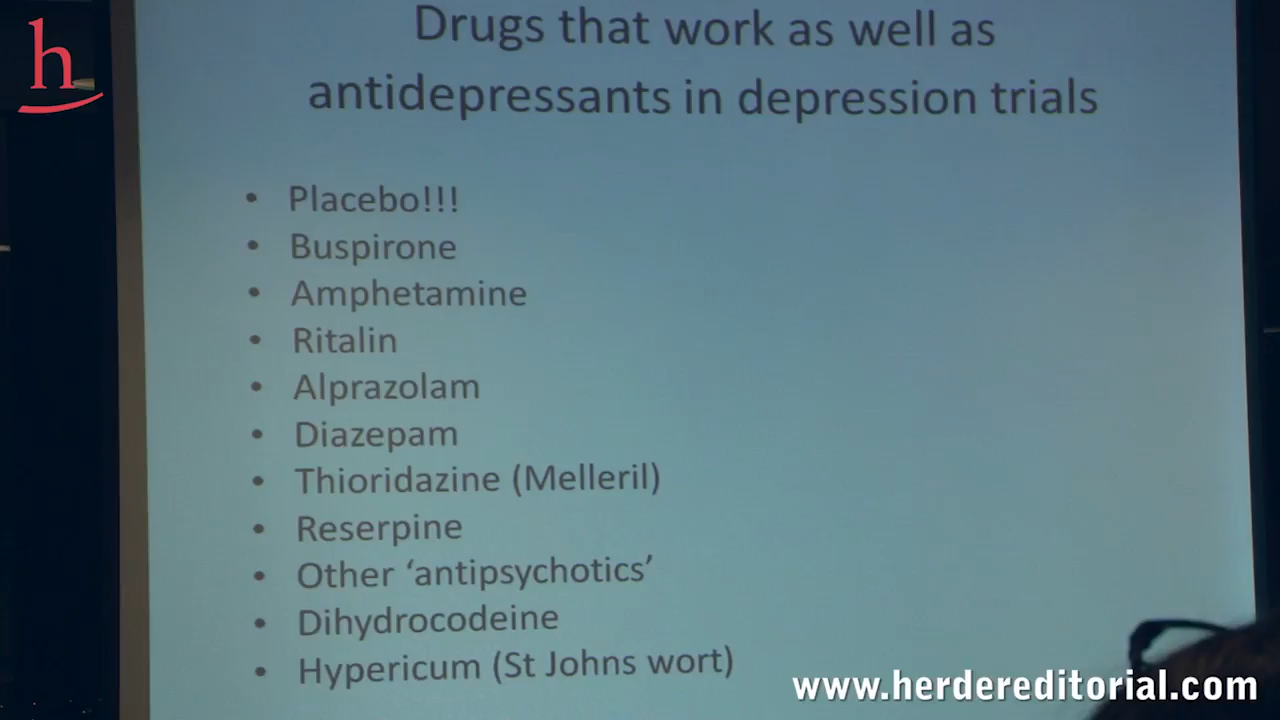 h
Drugs that work as well as
antidepressants in depression trials
• Placebo!!!
• Buspirone
• Amphetamine
• Ritalin
• Alprazolam
• Diazepam
• Thioridazine (Melleril)
• Reserpine
• Other ‘antipsychotics’
• Dihydrocodeine
• Hypericum (St Johns wort)
www.herdereditorial.com